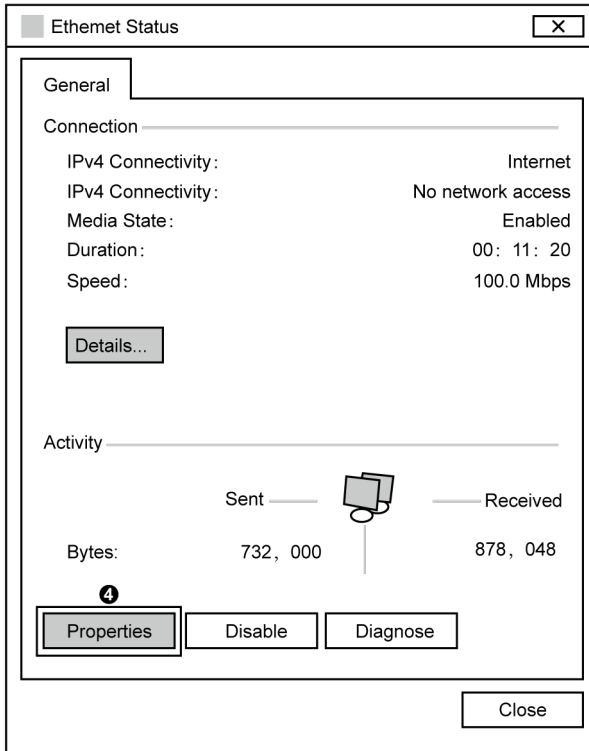 Ethemet Status X
General
Connection
IPv4 Connectivity: Internet
IPv4 Connectivity: No network access
Media State: Enabled
Duration: 00: 11: 20
Speed: 100.0 Mbps
Details...
Activity
Sent Received
Bytes: 732, 000 878, 048
❹
Properties Disable Diagnose
Close